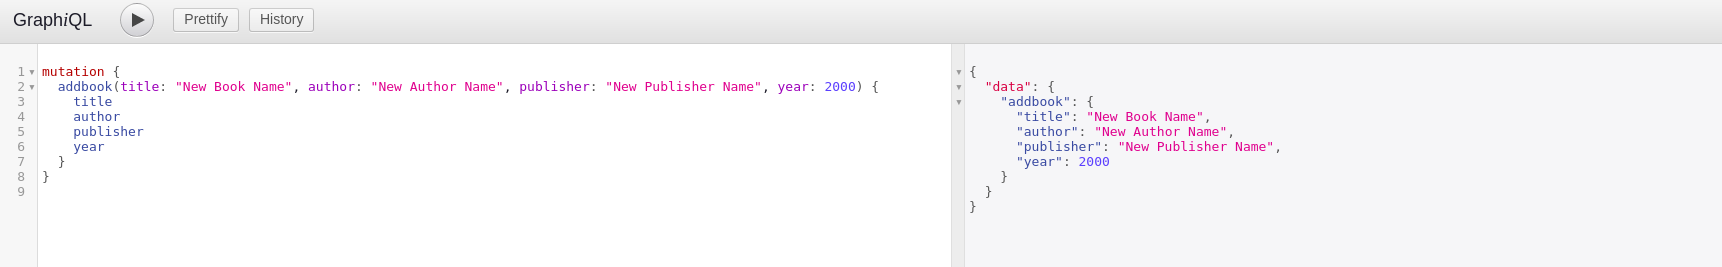 GraphiQL Prettify History
1 mutation {
2   addbook(title: "New Book Name", author: "New Author Name", publisher: "New Publisher Name", year: 2000) {
3     title
4     author
5     publisher
6     year
7   }
8 }
9
{
  "data": {
    "addbook": {
      "title": "New Book Name",
      "author": "New Author Name",
      "publisher": "New Publisher Name",
      "year": 2000
    }
  }
}